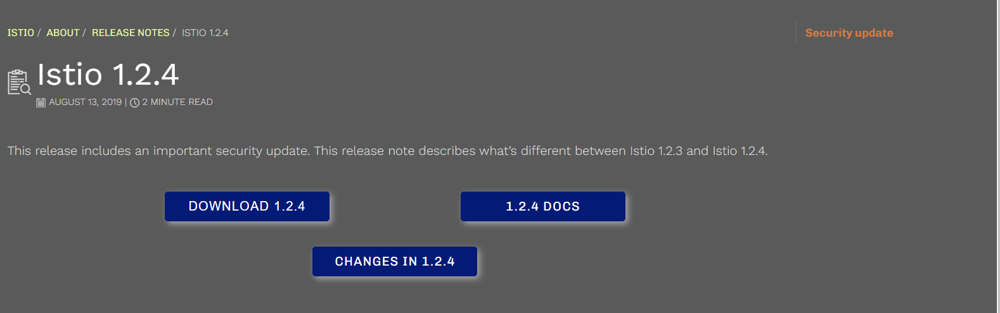 ISTIO / ABOUT / RELEASE NOTES / ISTIO 1.2.4
Security update
Istio 1.2.4
AUGUST 13, 2019 | 2 MINUTE READ
This release includes an important security update. This release note describes what’s different between Istio 1.2.3 and Istio 1.2.4.
DOWNLOAD 1.2.4
1.2.4 DOCS
CHANGES IN 1.2.4